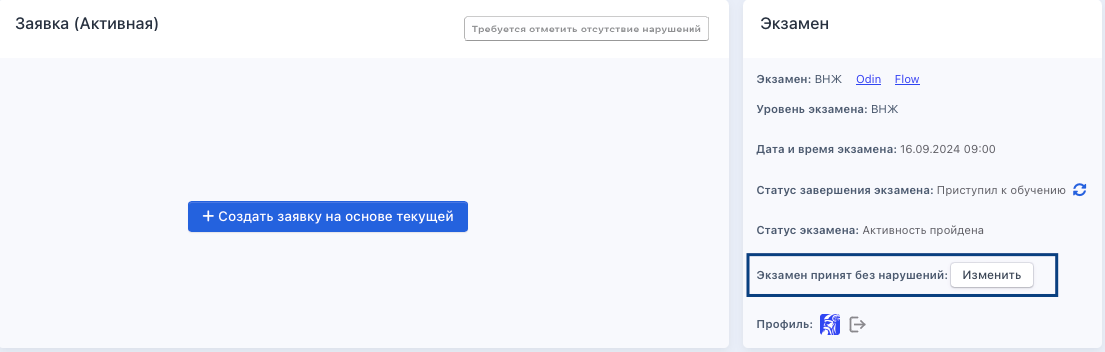 Заявка (Активная)
Требуется отметить отсутствие нарушений
+ Создать заявку на основе текущей
Экзамен
Экзамен: ВНЖ Odin Flow
Уровень экзамена: ВНЖ
Дата и время экзамена: 16.09.2024 09:00
Статус завершения экзамена: Приступил к обучению
Статус экзамена: Активность пройдена
Экзамен принят без нарушений: Изменить
Профиль: